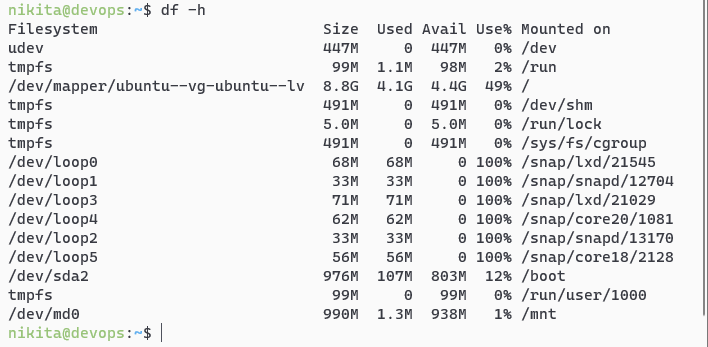 nikita@devops:~$ df -h
Filesystem                         Size  Used Avail Use% Mounted on
udev                               447M     0  447M   0% /dev
tmpfs                               99M  1.1M   98M   2% /run
/dev/mapper/ubuntu--vg-ubuntu--lv  8.8G  4.1G  4.4G  49% /
tmpfs                              491M     0  491M   0% /dev/shm
tmpfs                              5.0M     0  5.0M   0% /run/lock
tmpfs                              491M     0  491M   0% /sys/fs/cgroup
/dev/loop0                          68M   68M     0 100% /snap/lxd/21545
/dev/loop1                          33M   33M     0 100% /snap/snapd/12704
/dev/loop3                          71M   71M     0 100% /snap/lxd/21029
/dev/loop4                          62M   62M     0 100% /snap/core20/1081
/dev/loop2                          33M   33M     0 100% /snap/snapd/13170
/dev/loop5                          56M   56M     0 100% /snap/core18/2128
/dev/sda2                          976M  107M  803M  12% /boot
tmpfs                               99M     0   99M   0% /run/user/1000
/dev/md0                           990M  1.3M  938M   1% /mnt
nikita@devops:~$